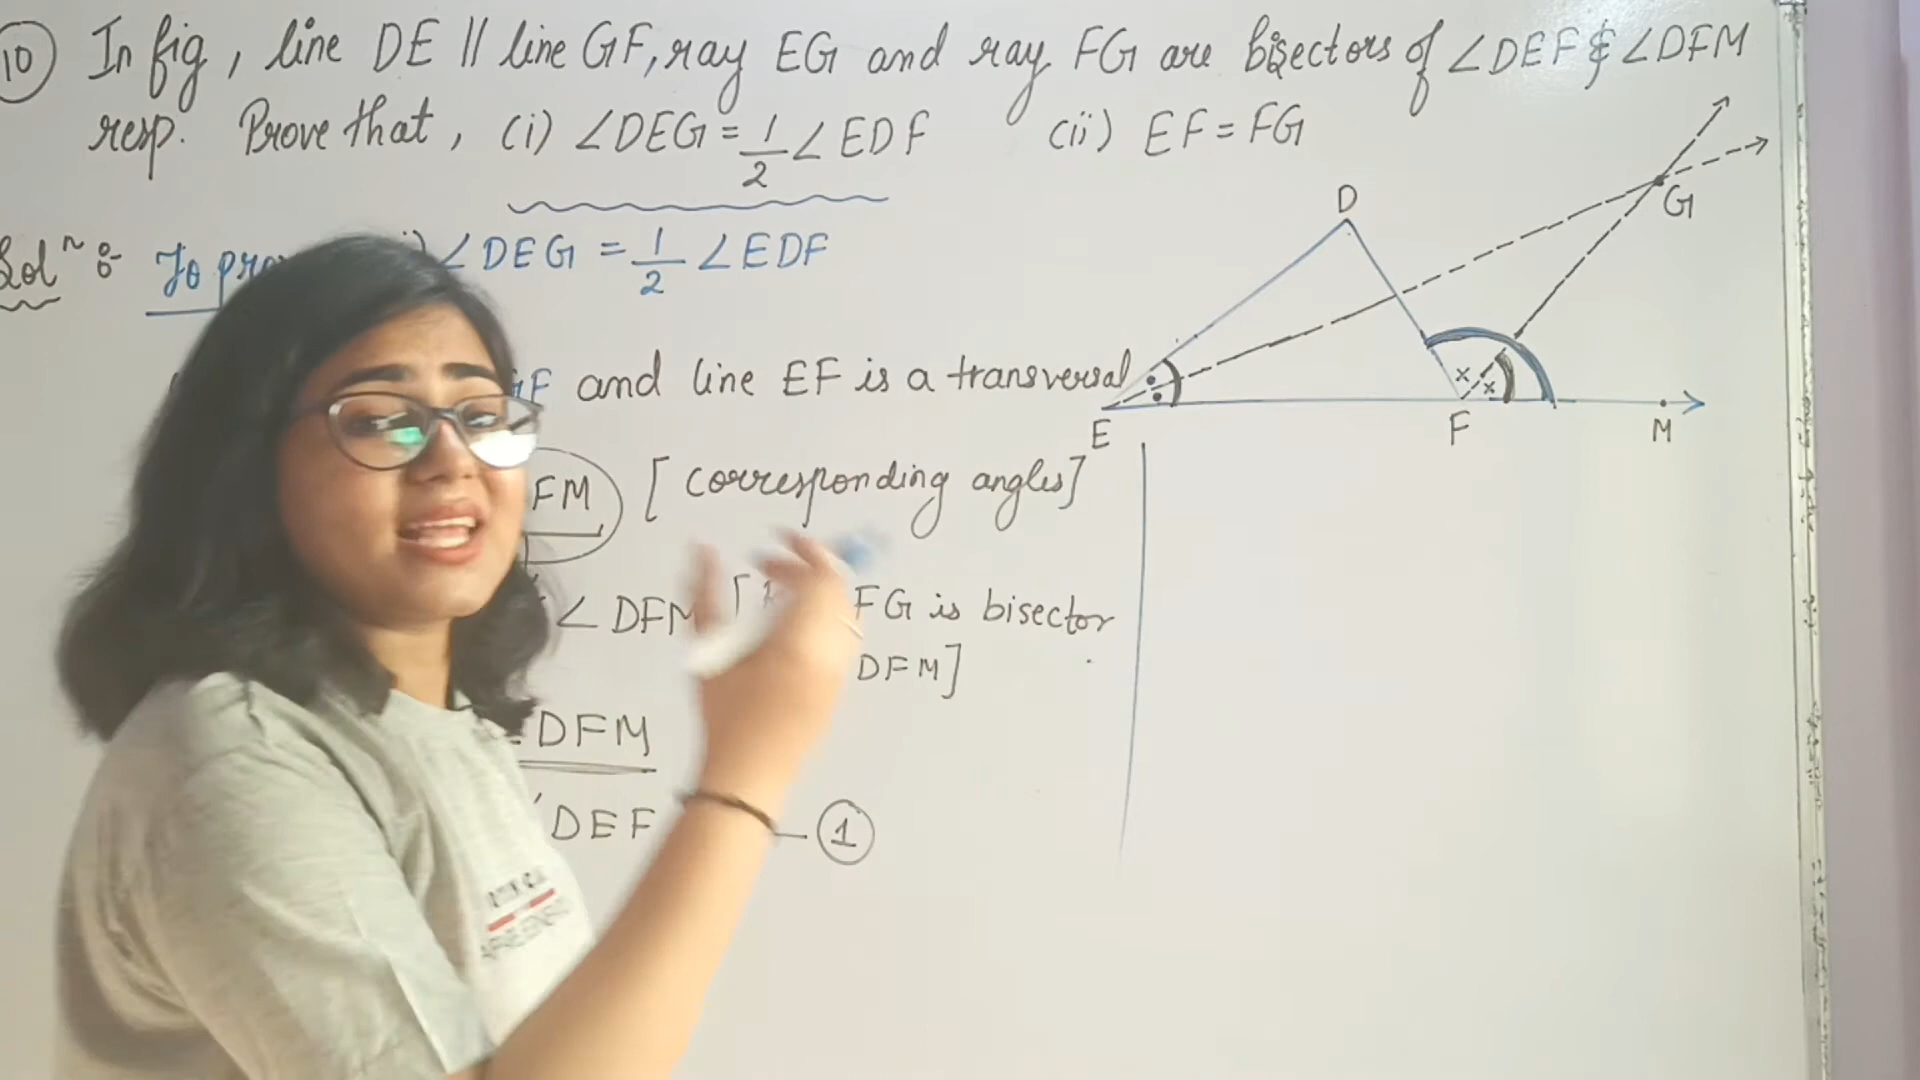 10 In fig, line DE || line GF, ray EG and ray FG are bisectors of ∠DEF & ∠DFM
resp. Prove that, (i) ∠DEG = 1/2 ∠EDF (ii) EF = FG
Solⁿ :- To pro ∠DEG = 1/2 ∠EDF
GF and line EF is a transversal
FM [corresponding angles]
∠DFM [ FG is bisector
DFM]
DFM
DEF — 1
D
G
E
F
M